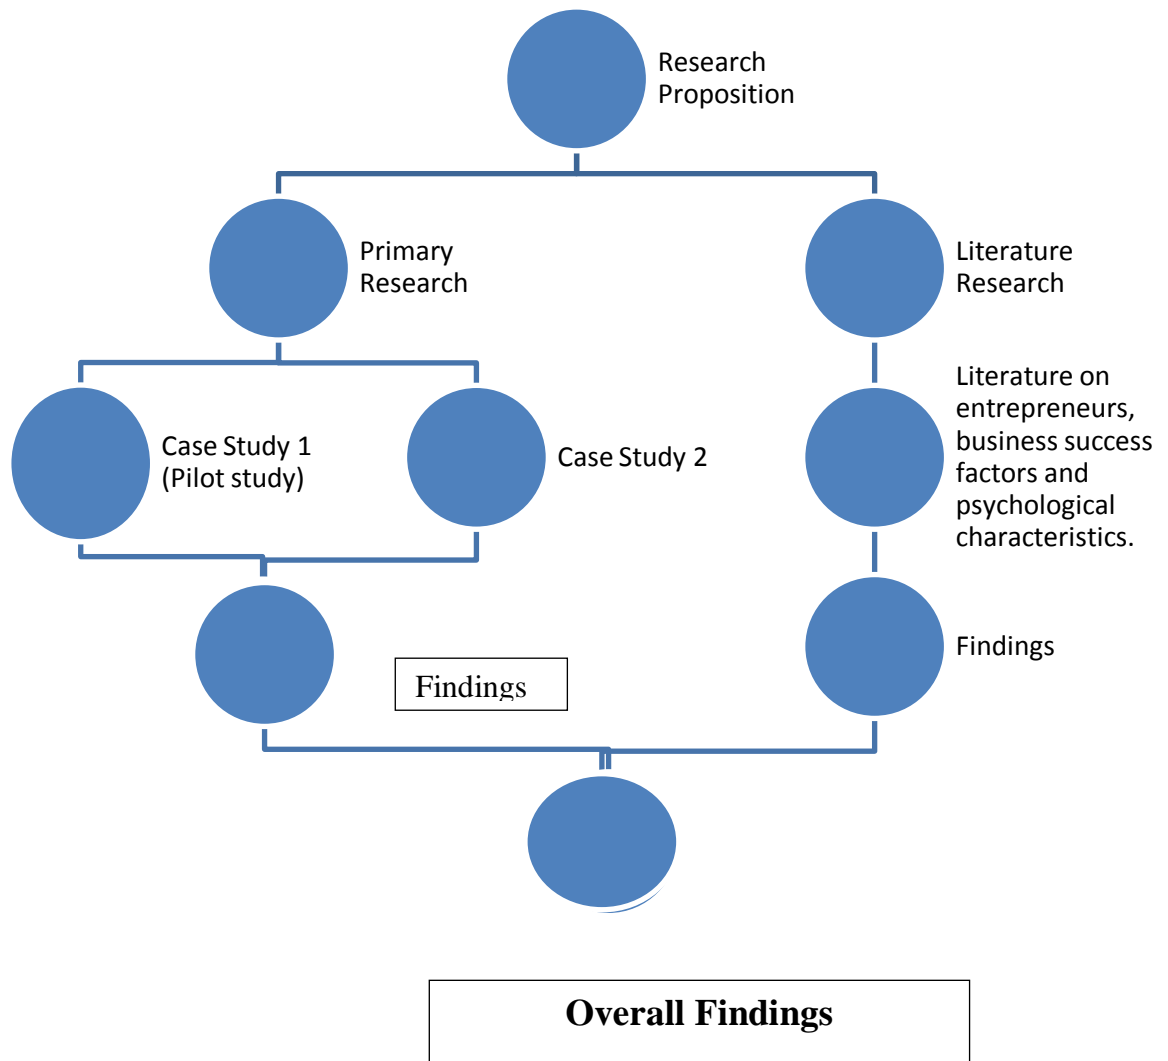 Research
Proposition
Primary
Research
Literature
Research
Case Study 1
(Pilot study)
Case Study 2
Literature on
entrepreneurs,
business success
factors and
psychological
characteristics.
Findings
Findings
Overall Findings